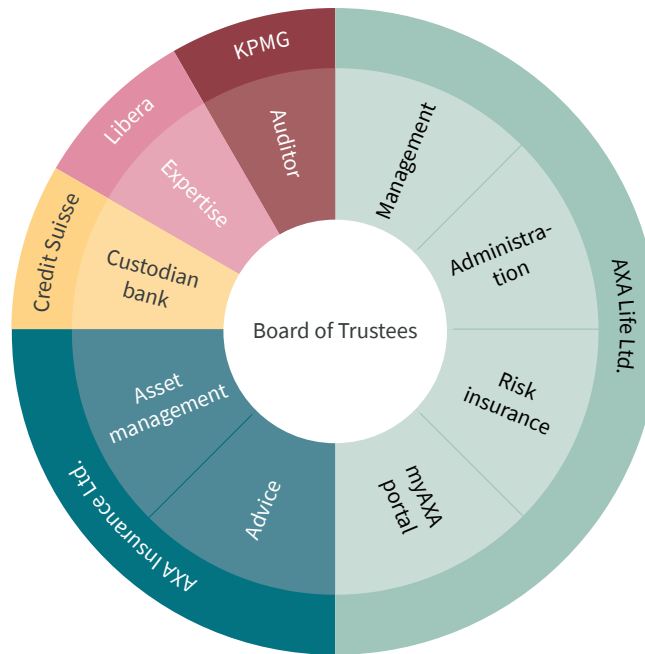 KPMG
Auditor
Libera
Expertise
Credit Suisse
Custodian
bank
Board of Trustees
Management
Administra-
tion
AXA Life Ltd.
Risk
insurance
myAXA
portal
Asset
management
Advice
AXA Insurance Ltd.